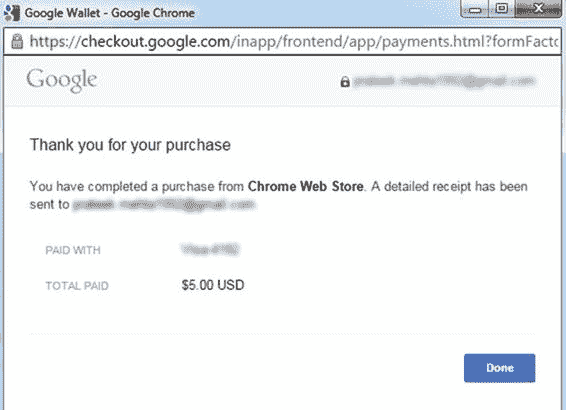 Google Wallet - Google Chrome
https://checkout.google.com/inapp/frontend/app/payments.html?formFacto
Google
Thank you for your purchase
You have completed a purchase from Chrome Web Store. A detailed receipt has been
sent to
PAID WITH
TOTAL PAID $5.00 USD
Done